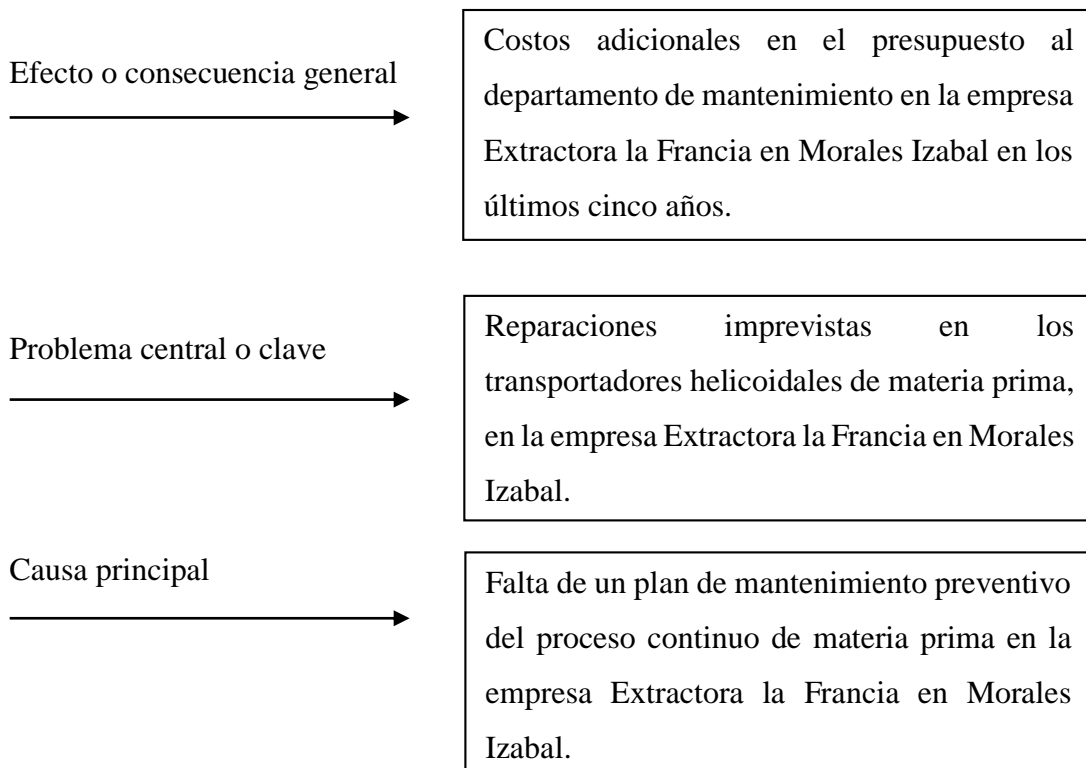 Efecto o consecuencia general
Costos adicionales en el presupuesto al
departamento de mantenimiento en la empresa
Extractora la Francia en Morales Izabal en los
últimos cinco años.
Problema central o clave
Reparaciones imprevistas en los
transportadores helicoidales de materia prima,
en la empresa Extractora la Francia en Morales
Izabal.
Causa principal
Falta de un plan de mantenimiento preventivo
del proceso continuo de materia prima en la
empresa Extractora la Francia en Morales
Izabal.